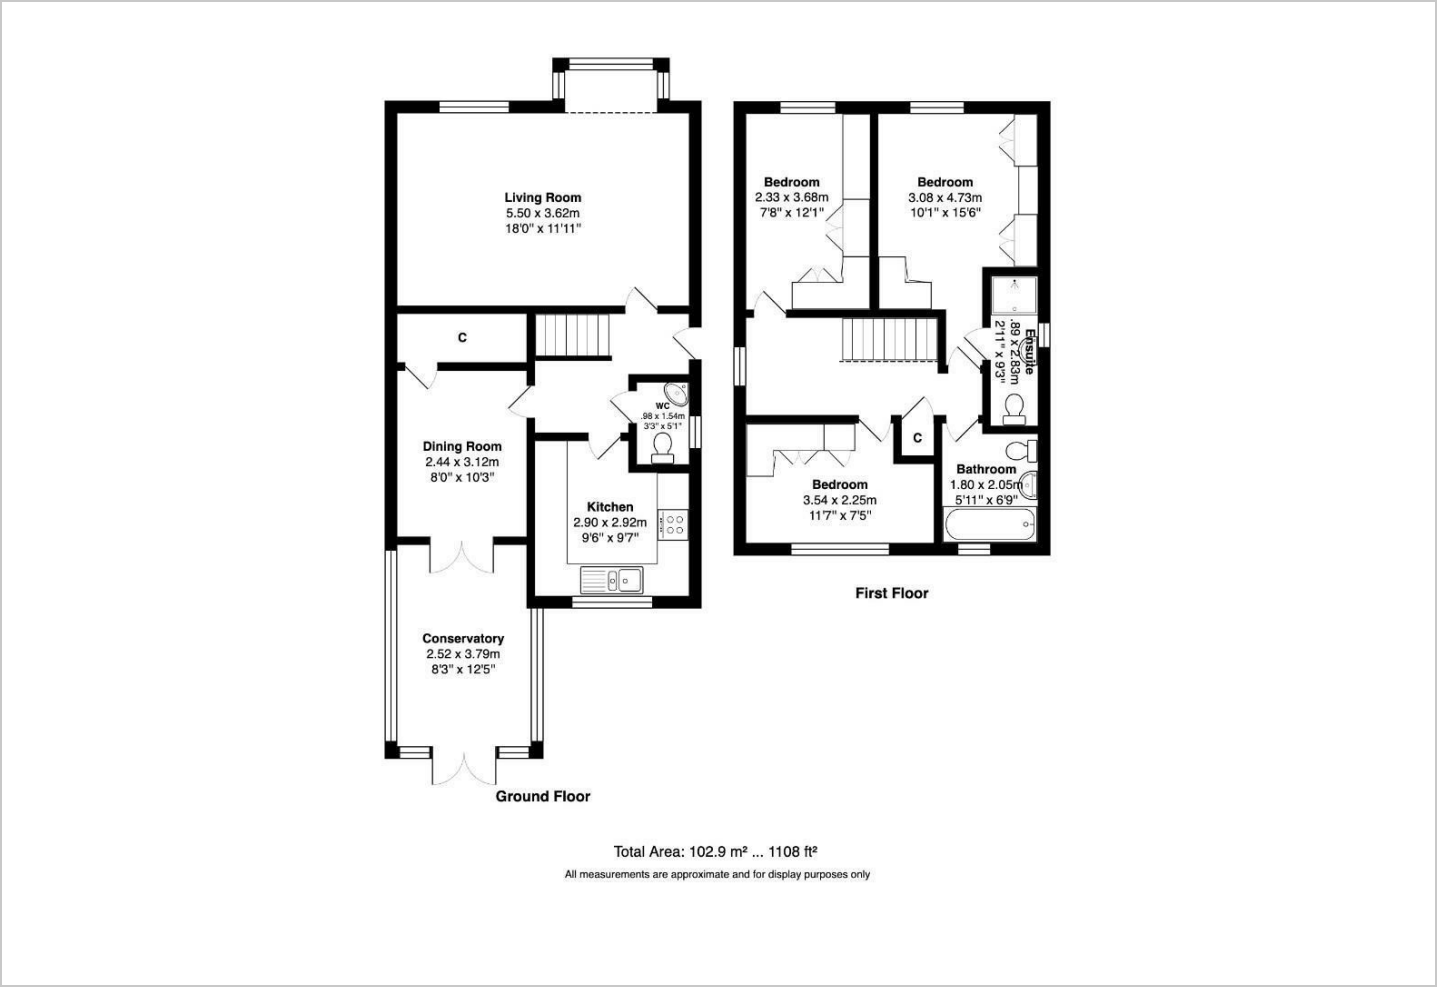 Living Room
5.50 x 3.62m
18'0" x 11'11"
C
WC
.98 x 1.54m
3'3" x 5'1"
Dining Room
2.44 x 3.12m
8'0" x 10'3"
Kitchen
2.90 x 2.92m
9'6" x 9'7"
Conservatory
2.52 x 3.79m
8'3" x 12'5"
Ground Floor
Bedroom
2.33 x 3.68m
7'8" x 12'1"
Bedroom
3.08 x 4.73m
10'1" x 15'6"
Ensuite
.89 x 2.83m
2'11" x 9'3"
C
Bedroom
3.54 x 2.25m
11'7" x 7'5"
Bathroom
1.80 x 2.05m
5'11" x 6'9"
First Floor
Total Area: 102.9 m² ... 1108 ft²
All measurements are approximate and for display purposes only